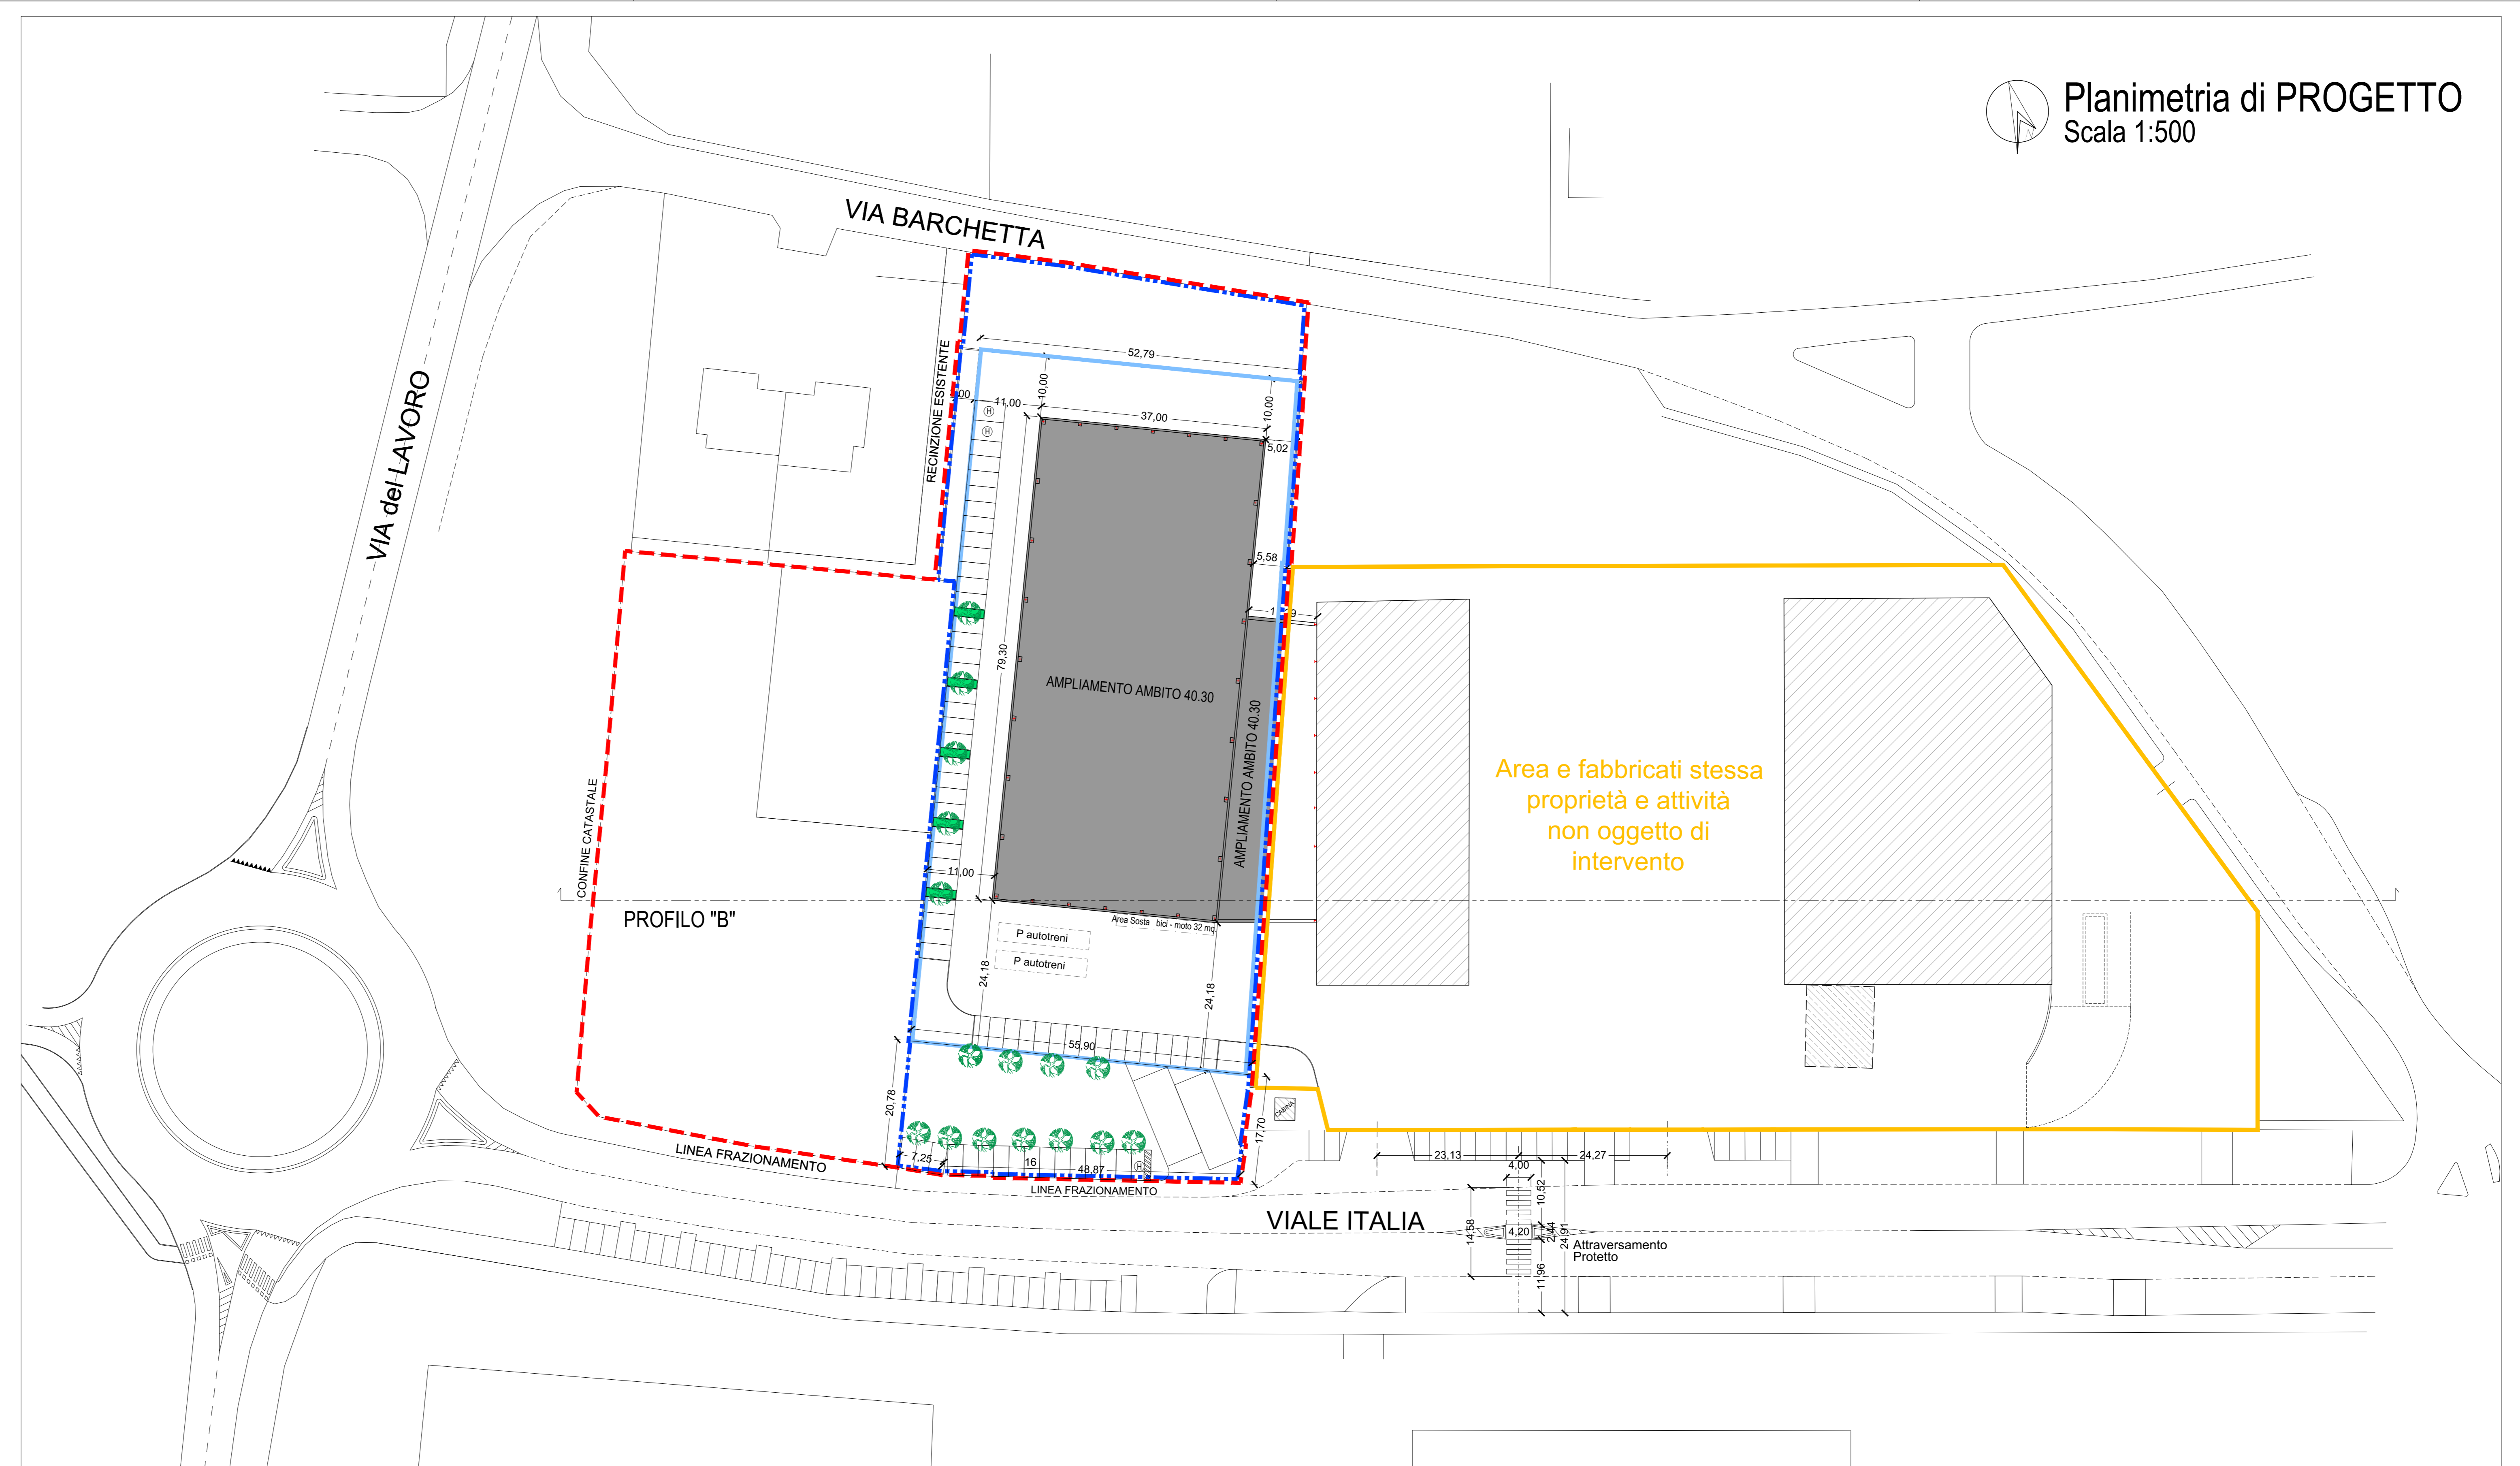 Planimetria di PROGETTO
Scala 1:500
VIA BARCHETTA
VIA del LAVORO
RECINZIONE ESISTENTE
52,79
10,00
10,00
11,00
37,00
5,02
H
H
5,58
79,30
AMPLIAMENTO AMBITO 40.30
AMPLIAMENTO AMBITO 40.30
Area e fabbricati stessa
proprietà e attività
non oggetto di
intervento
CONFINE CATASTALE
11,00
PROFILO "B"
Area Sosta bici - moto 32 mq.
P autotreni
P autotreni
24,18
24,18
55,90
20,78
17,70
CABINA
7,25
16
48,87
H
LINEA FRAZIONAMENTO
LINEA FRAZIONAMENTO
VIALE ITALIA
23,13
24,27
4,00
10,52
14,58
4,20
2,44
24,91
11,96
Attraversamento
Protetto